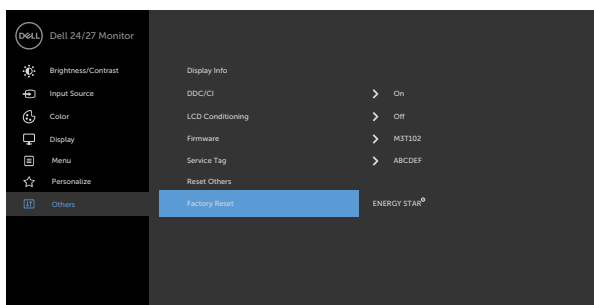 DELL Dell 24/27 Monitor
Brightness/Contrast Display Info
Input Source DDC/CI On
Color LCD Conditioning Off
Display Firmware M3T102
Menu Service Tag ABCDEF
Personalize Reset Others
Others Factory Reset ENERGY STAR®